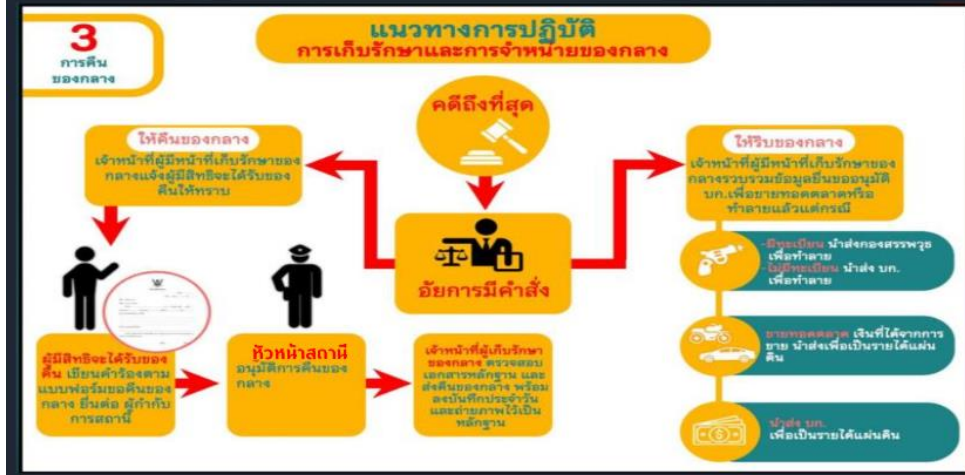 3
การคืน
ของกลาง
แนวทางการปฏิบัติ
การเก็บรักษาและการจำหน่ายของกลาง
คดีถึงที่สุด
ให้คืนของกลาง
เจ้าหน้าที่ผู้มีหน้าที่เก็บรักษาของ
กลางแจ้งผู้มีสิทธิจะได้รับของ
คืนให้ทราบ
ให้ริบของกลาง
เจ้าหน้าที่ผู้มีหน้าที่เก็บรักษาของ
กลางรวบรวมข้อมูลยื่นขออนุมัติ
บก.เพื่อขายทอดตลาดหรือ
ทำลายแล้วแต่กรณี
อัยการมีคำสั่ง
-มีทะเบียน นำส่งกองสรรพวุธ
เพื่อทำลาย
-ไม่มีทะเบียน นำส่ง บก.
เพื่อทำลาย
ขายทอดตลาด เงินที่ได้จากการ
ขาย นำส่งเพื่อเป็นรายได้แผ่น
ดิน
นำส่ง บก.
เพื่อเป็นรายได้แผ่นดิน
ผู้มีสิทธิจะได้รับของ
คืน เขียนคำร้องตาม
แบบฟอร์มขอคืนของ
กลาง ยื่นต่อ ผู้กำกับ
การสถานี
หัวหน้าสถานี
อนุมัติการคืนของ
กลาง
เจ้าหน้าที่ผู้เก็บรักษา
ของกลาง ตรวจสอบ
เอกสารหลักฐาน และ
ส่งคืนของกลาง พร้อม
ลงบันทึกประจำวัน
และถ่ายภาพไว้เป็น
หลักฐาน